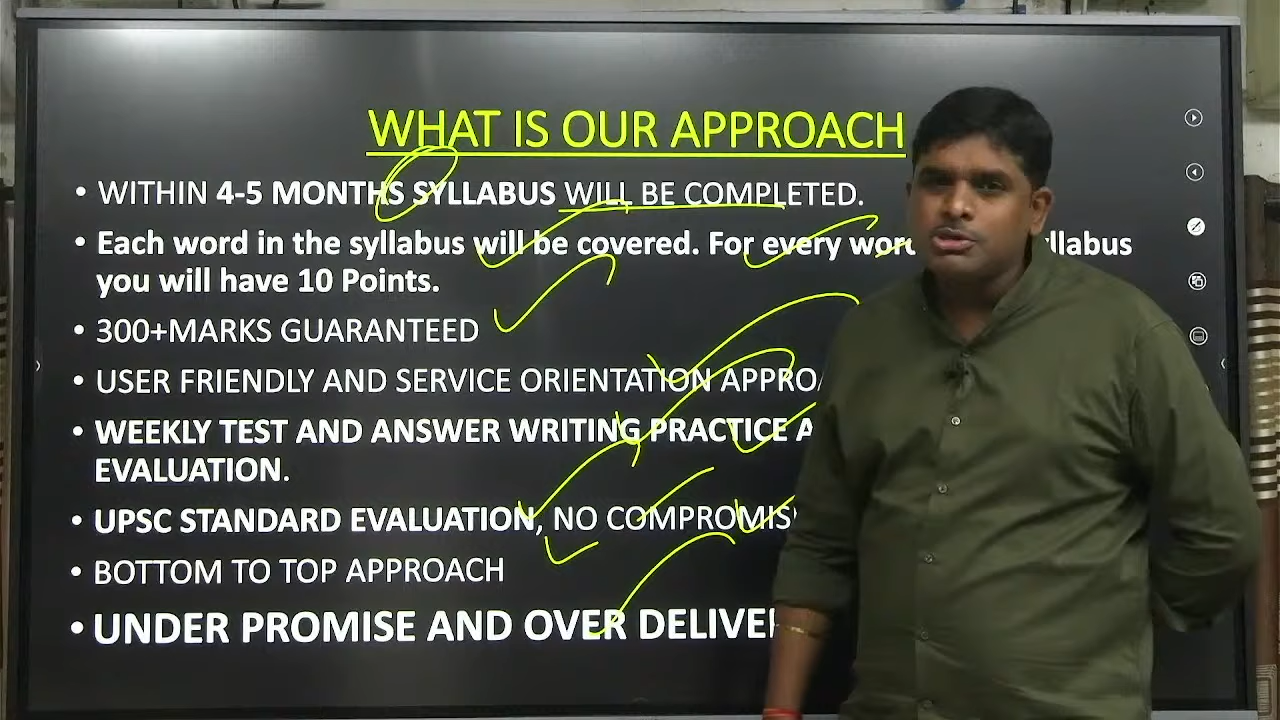 WHAT IS OUR APPROACH
• WITHIN 4-5 MONTHS SYLLABUS WILL BE COMPLETED.
• Each word in the syllabus will be covered. For every
you will have 10 Points.
• 300+MARKS GUARANTEED
• USER FRIENDLY AND SERVICE ORIENTATION
• WEEKLY TEST AND ANSWER WRITING PRACTICE
EVALUATION.
• UPSC STANDARD EVALUATION, NO
• BOTTOM TO TOP APPROACH
• UNDER PROMISE AND OVER